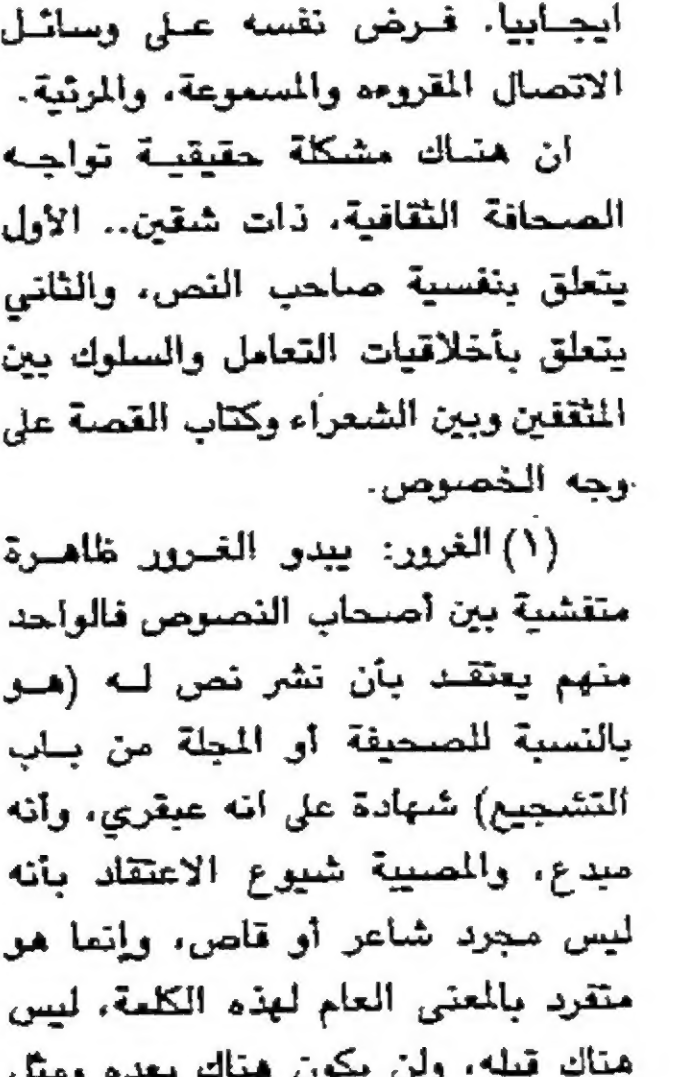 ايجابيا. فرض نفسه على وسائل
الاتصال المقروءه والمسموعة، والمرئية.
ان هناك مشكلة حقيقية تواجه
الصحافة الثقافية، ذات شقين.. الأول
يتعلق بنفسية صاحب النص، والثاني
يتعلق بأخلاقيات التعامل والسلوك بين
المثقفين وبين الشعراء وكتاب القصة على
وجه الخصوص.
(١) الغرور: يبدو الغرور ظاهرة
متفشية بين أصحاب النصوص فالواحد
منهم يعتقد بأن نشر نص له (هو
بالنسبة للصحيفة أو المجلة من باب
التشجيع) شهادة على انه عبقري، وأنه
مبدع، والمصيبة شيوع الاعتقاد بأنه
ليس مجرد شاعر أو قاص، وإنما هو
متفرد بالمعنى العام لهذه الكلمة، ليس
هناك قبله، ولن يكون هناك بعده ومثل